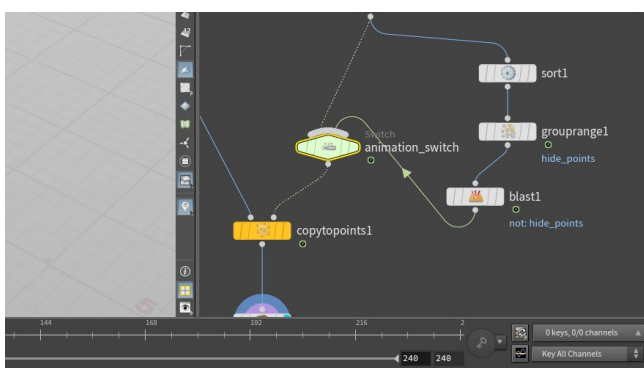 sort1
Switch
animation_switch
grouprange1
hide_points
blast1
not: hide_points
copytopoints1
144
168
192
216
2
0 keys, 0/0 channels
240
240
Key All Channels